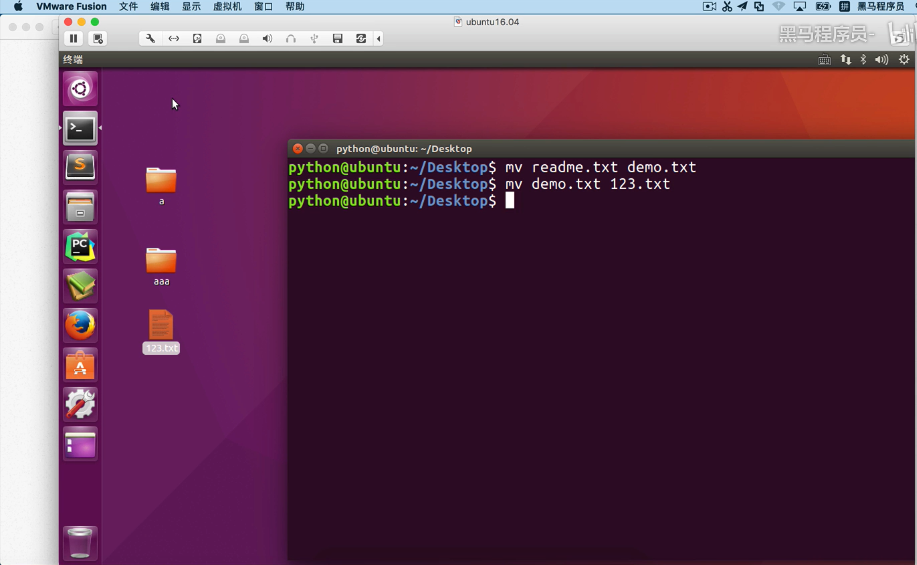 VMware Fusion 文件 编辑 显示 虚拟机 窗口 帮助 黑马程序员
ubuntu16.04
黑马程序员-
终端
python@ubuntu: ~/Desktop
python@ubuntu:~/Desktop$ mv readme.txt demo.txt
python@ubuntu:~/Desktop$ mv demo.txt 123.txt
python@ubuntu:~/Desktop$
a
aaa
123.txt
PC